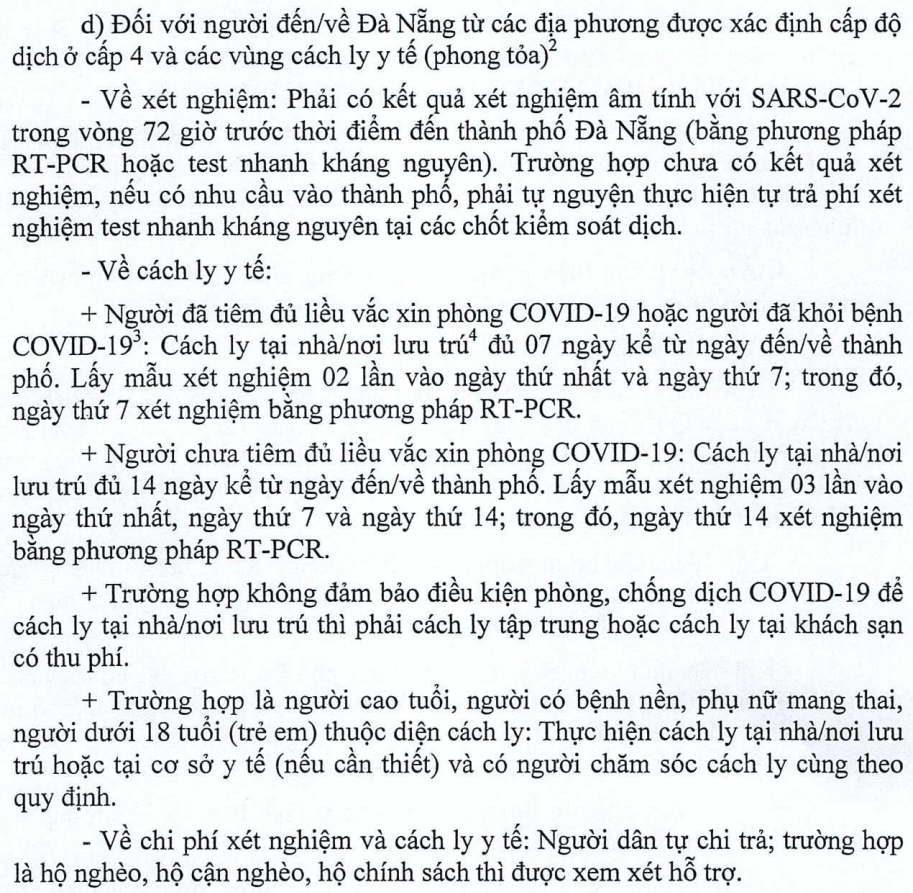 d) Đối với người đến/về Đà Nẵng từ các địa phương được xác định cấp độ
dịch ở cấp 4 và các vùng cách ly y tế (phong tỏa)²
- Về xét nghiệm: Phải có kết quả xét nghiệm âm tính với SARS-CoV-2
trong vòng 72 giờ trước thời điểm đến thành phố Đà Nẵng (bằng phương pháp
RT-PCR hoặc test nhanh kháng nguyên). Trường hợp chưa có kết quả xét
nghiệm, nếu có nhu cầu vào thành phố, phải tự nguyện thực hiện tự trả phí xét
nghiệm test nhanh kháng nguyên tại các chốt kiểm soát dịch.
- Về cách ly y tế:
+ Người đã tiêm đủ liều vắc xin phòng COVID-19 hoặc người đã khỏi bệnh
COVID-19³: Cách ly tại nhà/nơi lưu trú⁴ đủ 07 ngày kể từ ngày đến/về thành
phố. Lấy mẫu xét nghiệm 02 lần vào ngày thứ nhất và ngày thứ 7; trong đó,
ngày thứ 7 xét nghiệm bằng phương pháp RT-PCR.
+ Người chưa tiêm đủ liều vắc xin phòng COVID-19: Cách ly tại nhà/nơi
lưu trú đủ 14 ngày kể từ ngày đến/về thành phố. Lấy mẫu xét nghiệm 03 lần vào
ngày thứ nhất, ngày thứ 7 và ngày thứ 14; trong đó, ngày thứ 14 xét nghiệm
bằng phương pháp RT-PCR.
+ Trường hợp không đảm bảo điều kiện phòng, chống dịch COVID-19 để
cách ly tại nhà/nơi lưu trú thì phải cách ly tập trung hoặc cách ly tại khách sạn
có thu phí.
+ Trường hợp là người cao tuổi, người có bệnh nền, phụ nữ mang thai,
người dưới 18 tuổi (trẻ em) thuộc diện cách ly: Thực hiện cách ly tại nhà/nơi lưu
trú hoặc tại cơ sở y tế (nếu cần thiết) và có người chăm sóc cách ly cùng theo
quy định.
- Về chi phí xét nghiệm và cách ly y tế: Người dân tự chi trả; trường hợp
là hộ nghèo, hộ cận nghèo, hộ chính sách thì được xem xét hỗ trợ.